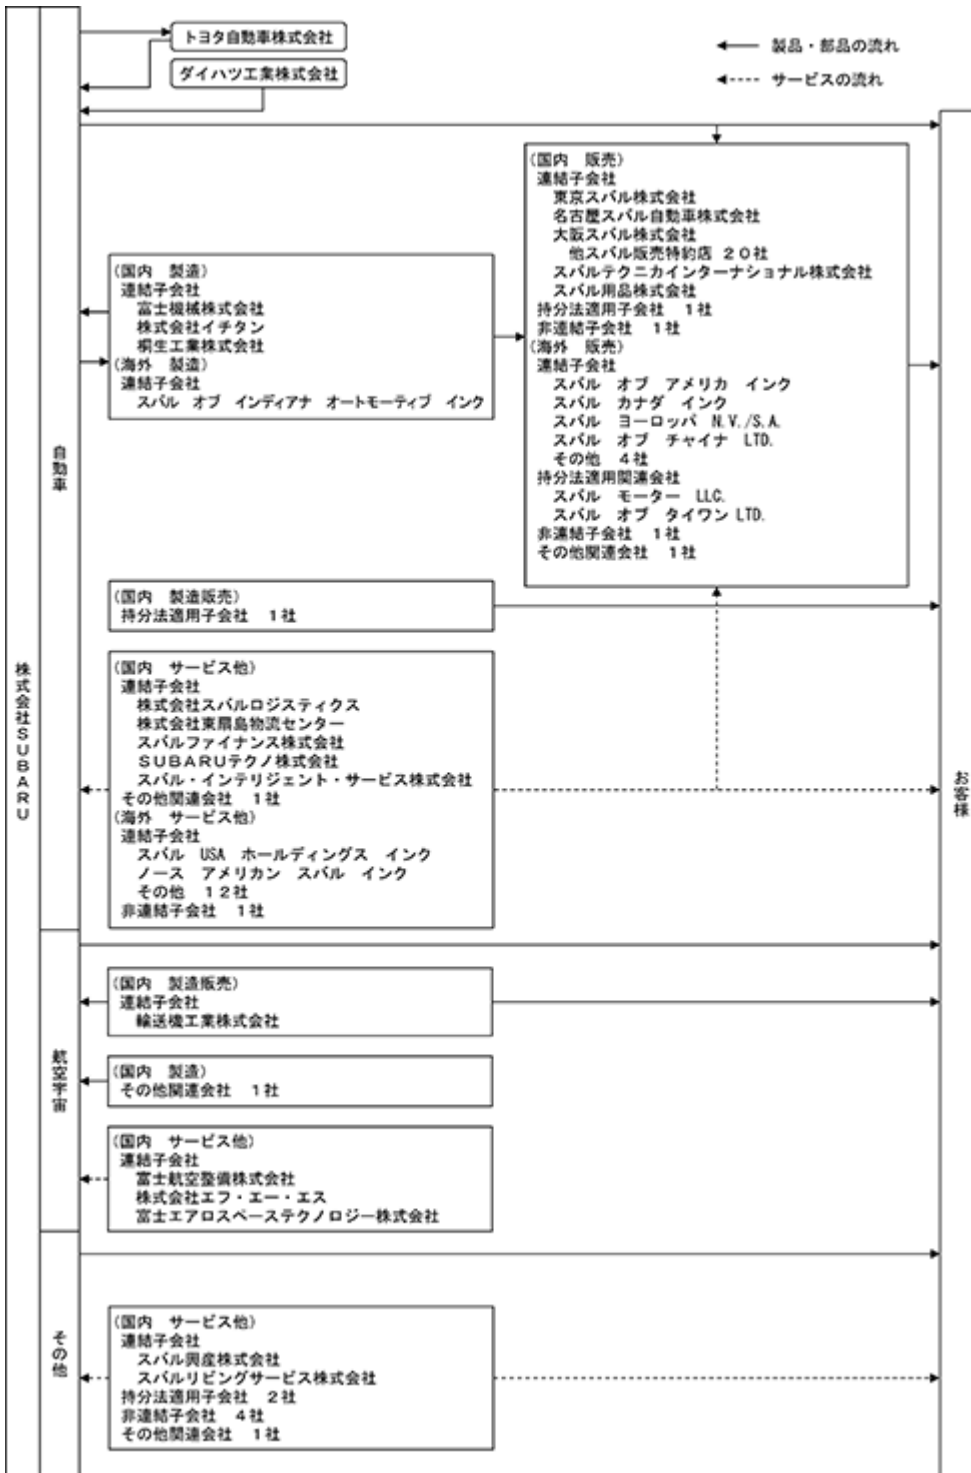 トヨタ自動車株式会社
ダイハツ工業株式会社
製品・部品の流れ
サービスの流れ
株式会社SUBARU
自動車
(国内　製造)
連結子会社
富士機械株式会社
株式会社イチタン
桐生工業株式会社
(海外　製造)
連結子会社
スバル　オブ　インディアナ　オートモーティブ　インク
(国内　販売)
連結子会社
東京スバル株式会社
名古屋スバル自動車株式会社
大阪スバル株式会社
他スバル販売特約店　２０社
スバルテクニカインターナショナル株式会社
スバル用品株式会社
持分法適用子会社　１社
非連結子会社　１社
(海外　販売)
連結子会社
スバル　オブ　アメリカ　インク
スバル　カナダ　インク
スバル　ヨーロッパ　N.V./S.A.
スバル　オブ　チャイナ　LTD.
その他　４社
持分法適用関連会社
スバル　モーター　LLC.
スバル　オブ　タイワン LTD.
非連結子会社　１社
その他関連会社　１社
(国内　製造販売)
持分法適用子会社　１社
(国内　サービス他)
連結子会社
株式会社スバルロジスティクス
株式会社東扇島物流センター
スバルファイナンス株式会社
ＳＵＢＡＲＵテクノ株式会社
スバル・インテリジェント・サービス株式会社
その他関連会社　１社
(海外　サービス他)
連結子会社
スバル　USA　ホールディングス　インク
ノース　アメリカン　スバル　インク
その他　１２社
非連結子会社　１社
お客様
航空宇宙
(国内　製造販売)
連結子会社
輸送機工業株式会社
(国内　製造)
その他関連会社　１社
(国内　サービス他)
連結子会社
富士航空整備株式会社
株式会社エフ・エー・エス
富士エアロスペーステクノロジー株式会社
その他
(国内　サービス他)
連結子会社
スバル興産株式会社
スバルリビングサービス株式会社
持分法適用子会社　２社
非連結子会社　４社
その他関連会社　１社